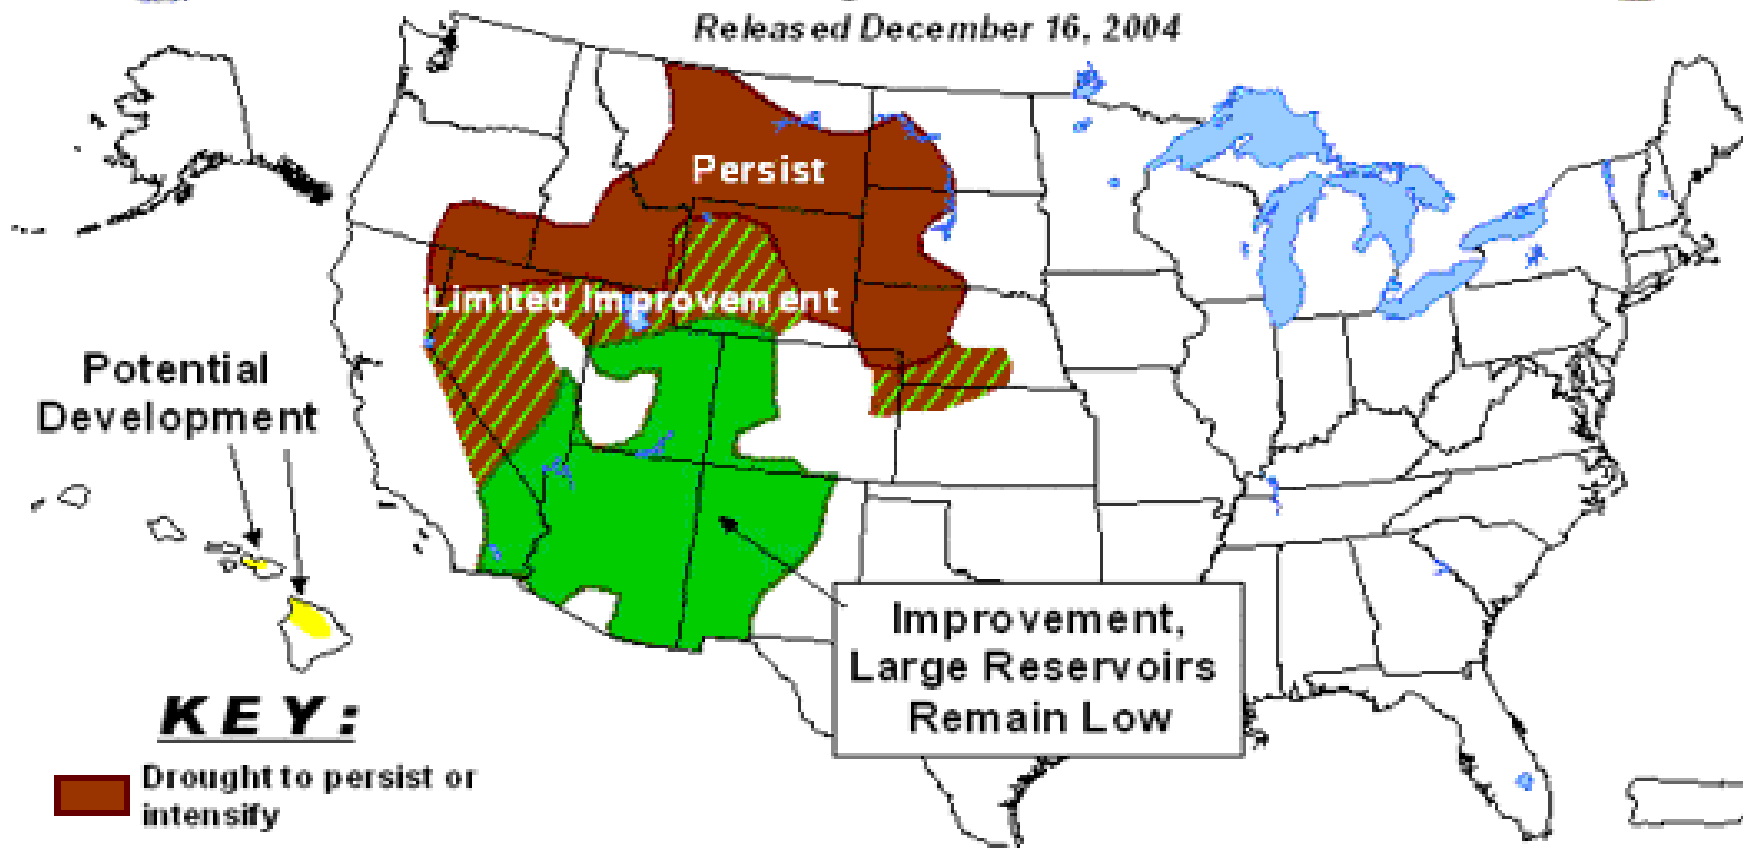 Released December 16, 2004
Persist
Limited Improvement
Potential
Development
Improvement,
Large Reservoirs
Remain Low
KEY:
Drought to persist or
intensify